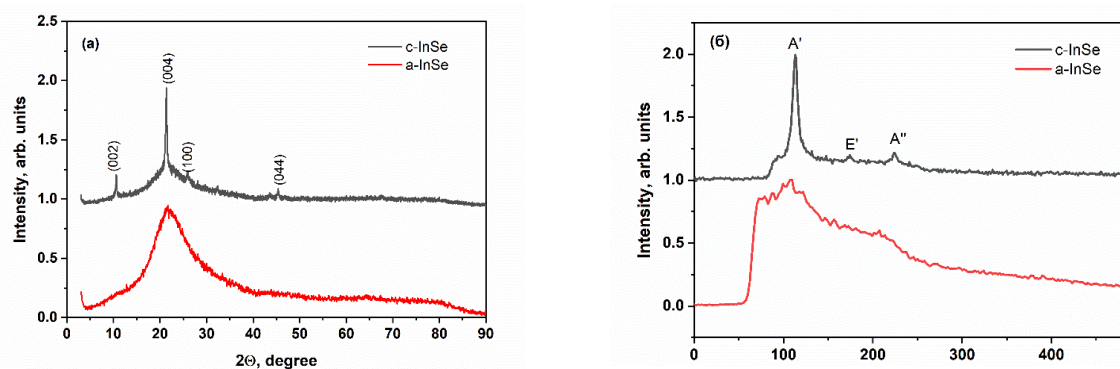 (a)
c-InSe
a-InSe
(002)
(004)
(100)
(044)
Intensity, arb. units
2.5
2.0
1.5
1.0
0.5
0.0
0 10 20 30 40 50 60 70 80 90
2Θ, degree
(б)
c-InSe
a-InSe
A'
E'
A''
Intensity, arb. units
2.0
1.5
1.0
0.5
0.0
0 100 200 300 400